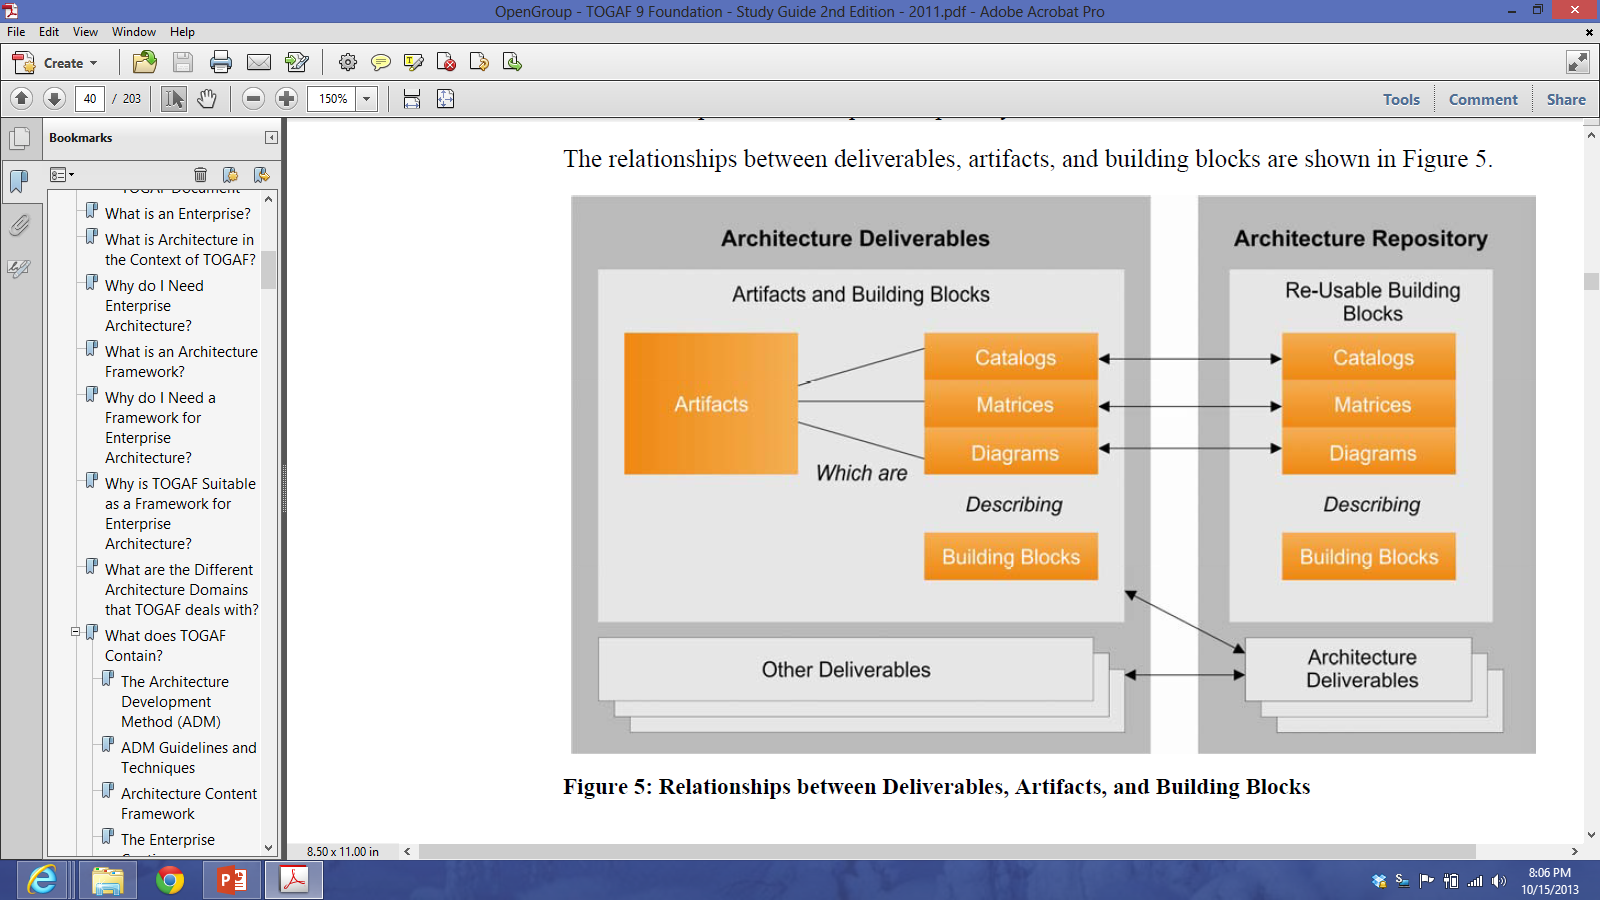 OpenGroup - TOGAF 9 Foundation - Study Guide 2nd Edition - 2011.pdf - Adobe Acrobat Pro
File Edit View Window Help
Create
40 / 203
150%
Tools Comment Share
Bookmarks
TOGAF Document
What is an Enterprise?
What is Architecture in
the Context of TOGAF?
Why do I Need
Enterprise
Architecture?
What is an Architecture
Framework?
Why do I Need a
Framework for
Enterprise
Architecture?
Why is TOGAF Suitable
as a Framework for
Enterprise
Architecture?
What are the Different
Architecture Domains
that TOGAF deals with?
What does TOGAF
Contain?
The Architecture
Development
Method (ADM)
ADM Guidelines and
Techniques
Architecture Content
Framework
The Enterprise
The relationships between deliverables, artifacts, and building blocks are shown in Figure 5.
Architecture Deliverables
Artifacts and Building Blocks
Artifacts
Catalogs
Matrices
Diagrams
Which are
Describing
Building Blocks
Other Deliverables
Architecture Repository
Re-Usable Building
Blocks
Catalogs
Matrices
Diagrams
Describing
Building Blocks
Architecture
Deliverables
Figure 5: Relationships between Deliverables, Artifacts, and Building Blocks
8.50 x 11.00 in
8:06 PM
10/15/2013